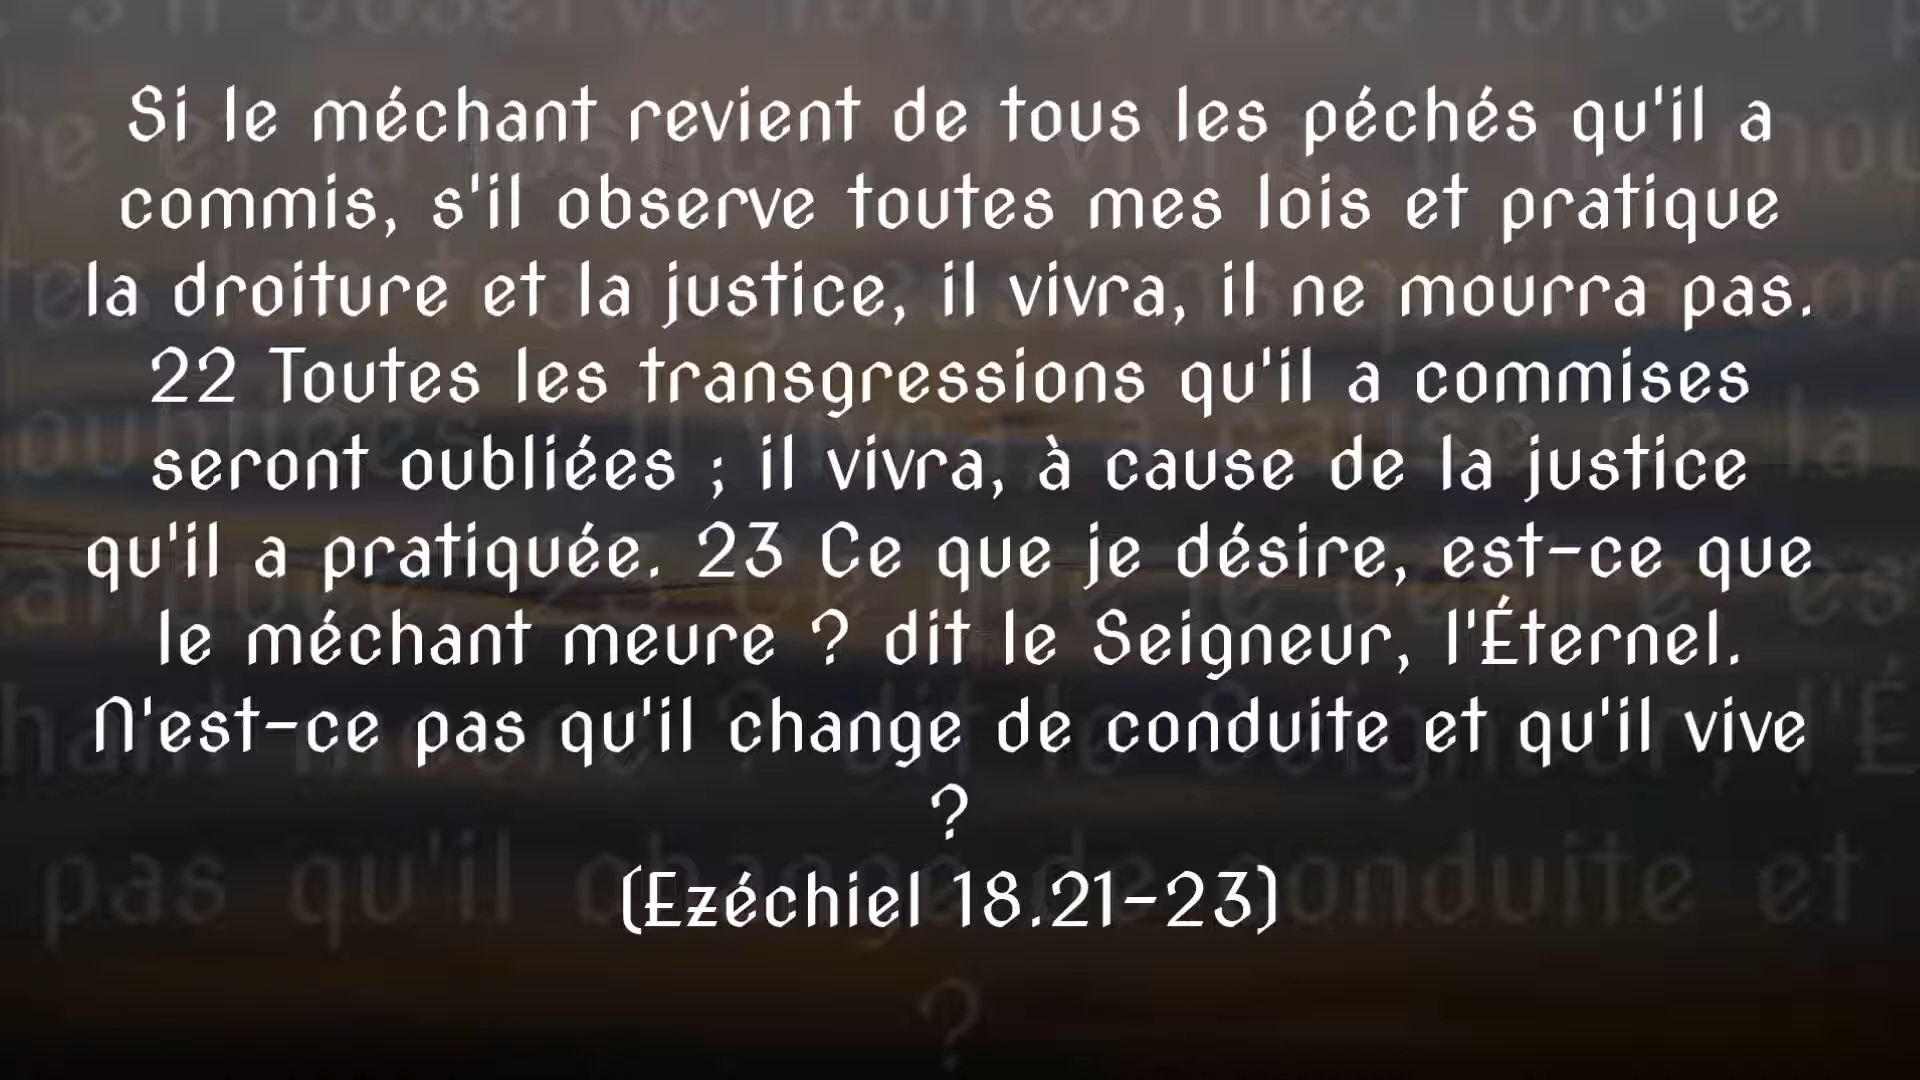 Si le méchant revient de tous les péchés qu'il a
commis, s'il observe toutes mes lois et pratique
la droiture et la justice, il vivra, il ne mourra pas.
22 Toutes les transgressions qu'il a commises
seront oubliées ; il vivra, à cause de la justice
qu'il a pratiquée. 23 Ce que je désire, est-ce que
le méchant meure ? dit le Seigneur, l'Éternel.
N'est-ce pas qu'il change de conduite et qu'il vive
?
(Ezéchiel 18.21-23)